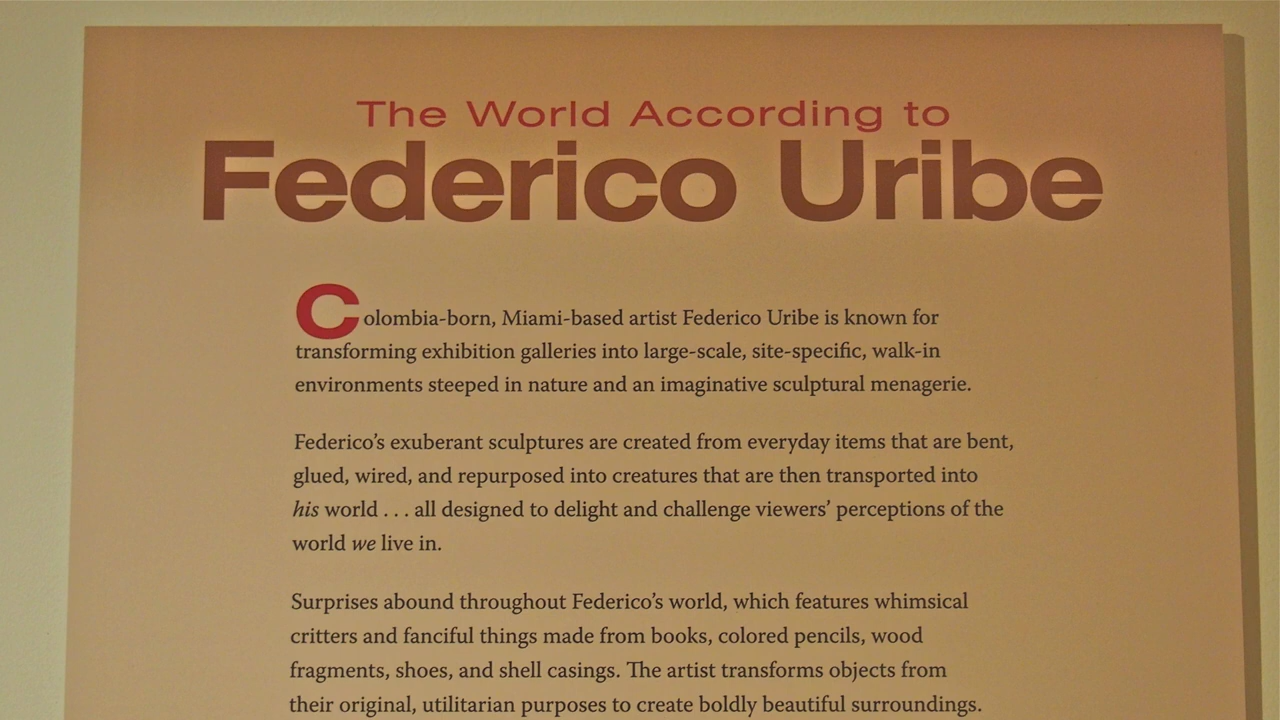 The World According to
Federico Uribe
Colombia-born, Miami-based artist Federico Uribe is known for
transforming exhibition galleries into large-scale, site-specific, walk-in
environments steeped in nature and an imaginative sculptural menagerie.
Federico’s exuberant sculptures are created from everyday items that are bent,
glued, wired, and repurposed into creatures that are then transported into
his world . . . all designed to delight and challenge viewers’ perceptions of the
world we live in.
Surprises abound throughout Federico’s world, which features whimsical
critters and fanciful things made from books, colored pencils, wood
fragments, shoes, and shell casings. The artist transforms objects from
their original, utilitarian purposes to create boldly beautiful surroundings.